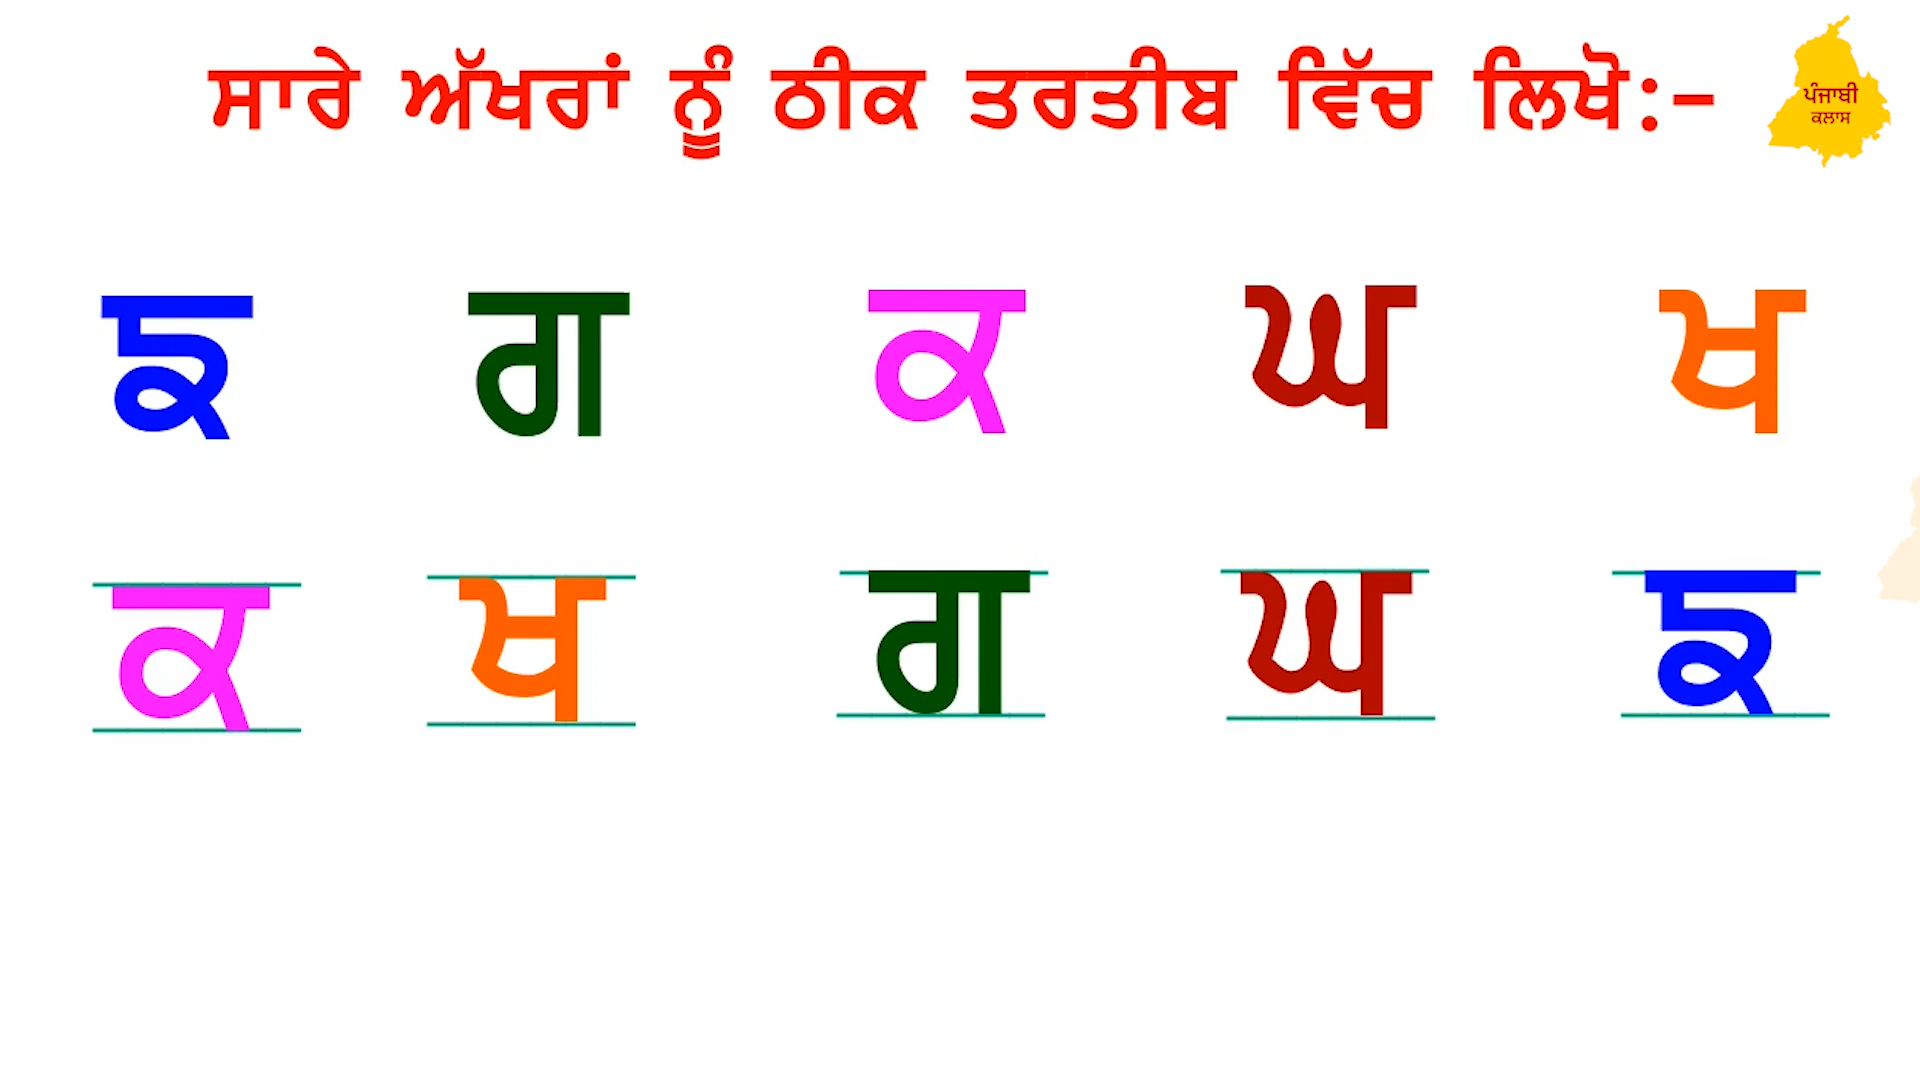 ਸਾਰੇ ਅੱਖਰਾਂ ਨੂੰ ਠੀਕ ਤਰਤੀਬ ਵਿੱਚ ਲਿਖੋ:-
ਪੰਜਾਬੀ
ਕਲਾਸ
ਙ ਗ ਕ ਘ ਖ
ਕ ਖ ਗ ਘ ਙ